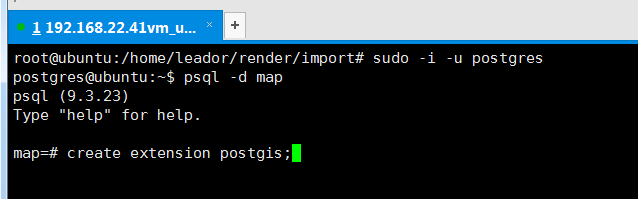 1 192.168.22.41vm_u... × +
root@ubuntu:/home/leador/render/import# sudo -i -u postgres
postgres@ubuntu:~$ psql -d map
psql (9.3.23)
Type "help" for help.
map=# create extension postgis;